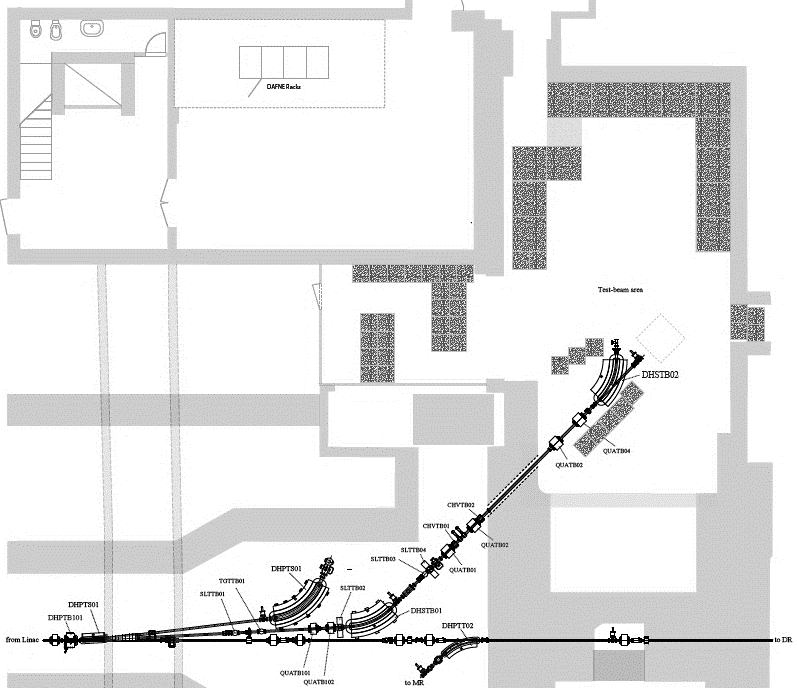 DAFNE Racks
Test-beam area
DHSTB02
QUATB04
QUATB02
CHVTB02
CHVTB01
QUATB02
SLTTB04
SLTTB03
QUATB01
DHPTS01
TGTTB01
SLTTB01
SLTTB02
DHSTB01
DHPTS01
DHPTB101
DHPTT02
from Linac
to DR
QUATB101
QUATB102
to MR